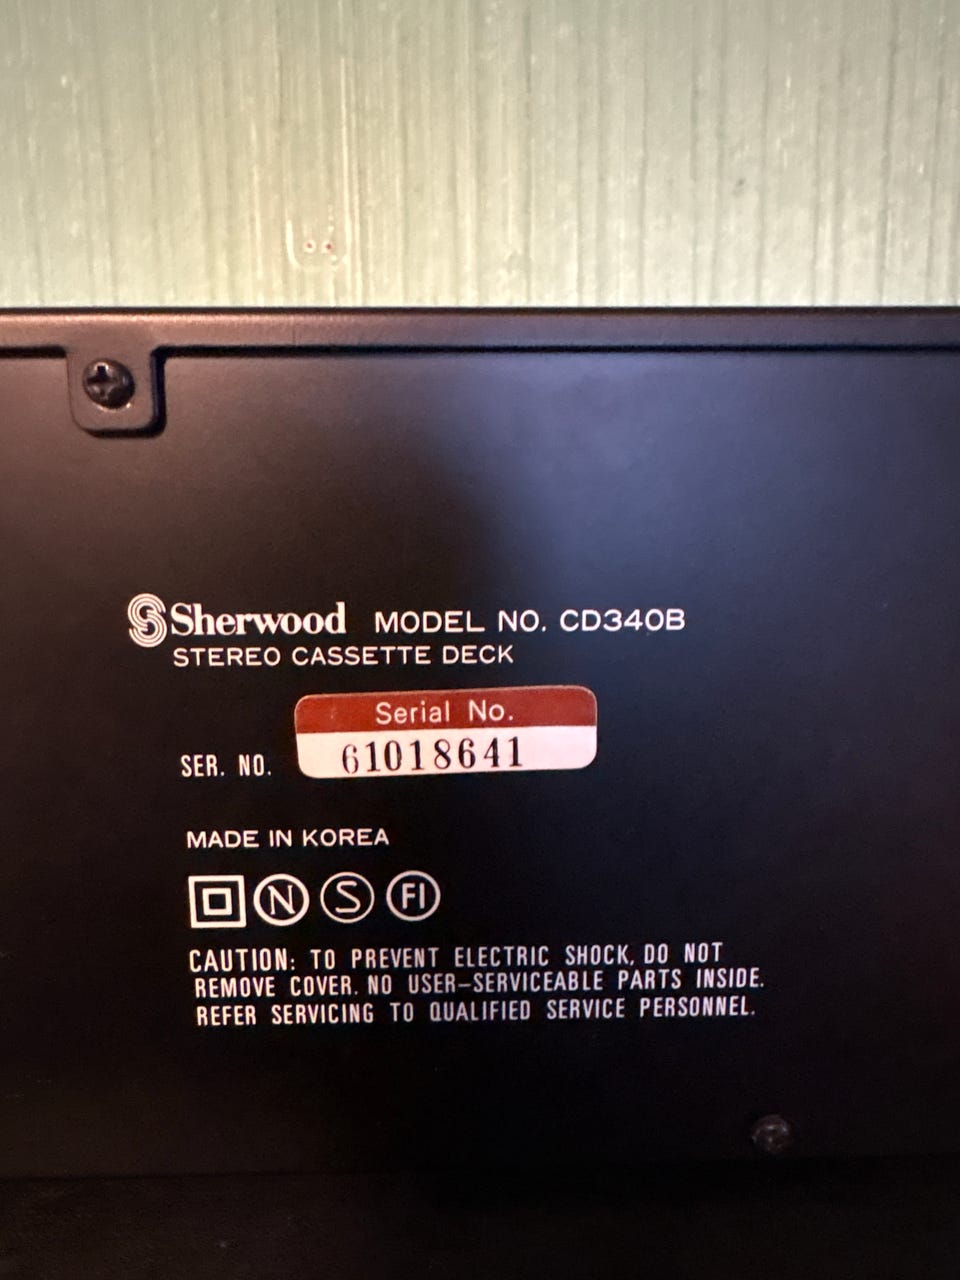 Sherwood MODEL NO. CD340B
STEREO CASSETTE DECK
Serial No.
SER. NO. 61018641
MADE IN KOREA
N S FI
CAUTION: TO PREVENT ELECTRIC SHOCK, DO NOT
REMOVE COVER. NO USER-SERVICEABLE PARTS INSIDE.
REFER SERVICING TO QUALIFIED SERVICE PERSONNEL.